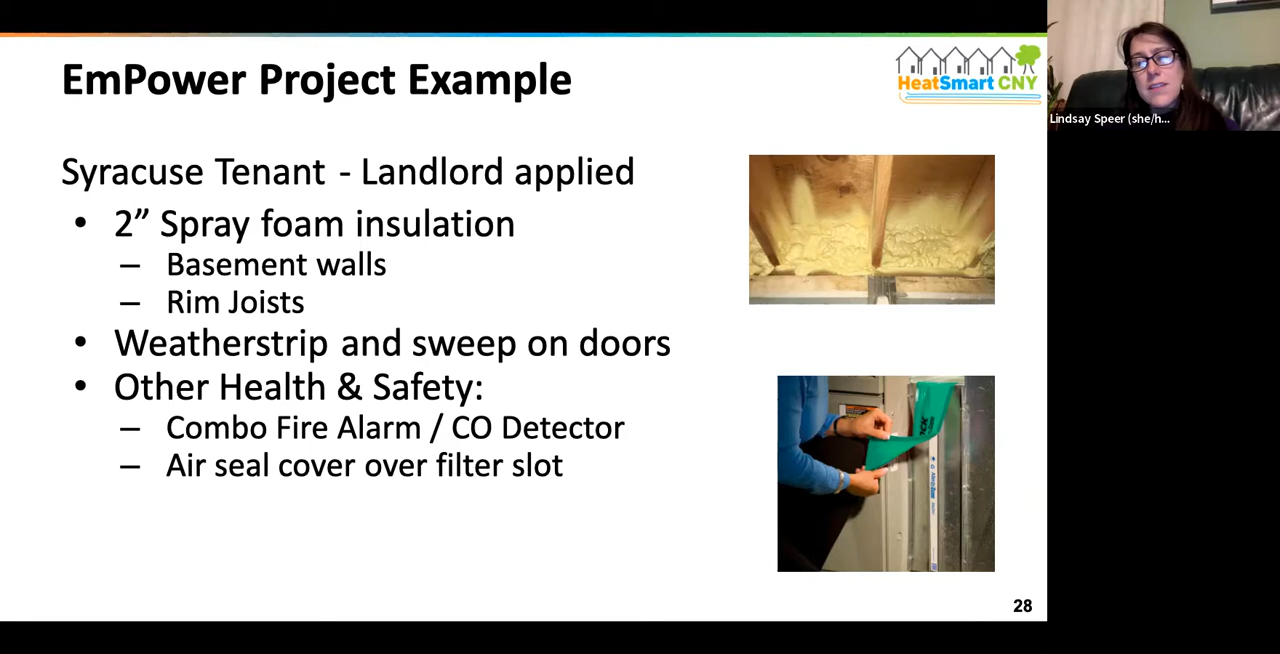 EmPower Project Example
HeatSmart CNY
Lindsay Speer (she/h...
Syracuse Tenant - Landlord applied
• 2” Spray foam insulation
– Basement walls
– Rim Joists
• Weatherstrip and sweep on doors
• Other Health & Safety:
– Combo Fire Alarm / CO Detector
– Air seal cover over filter slot
28